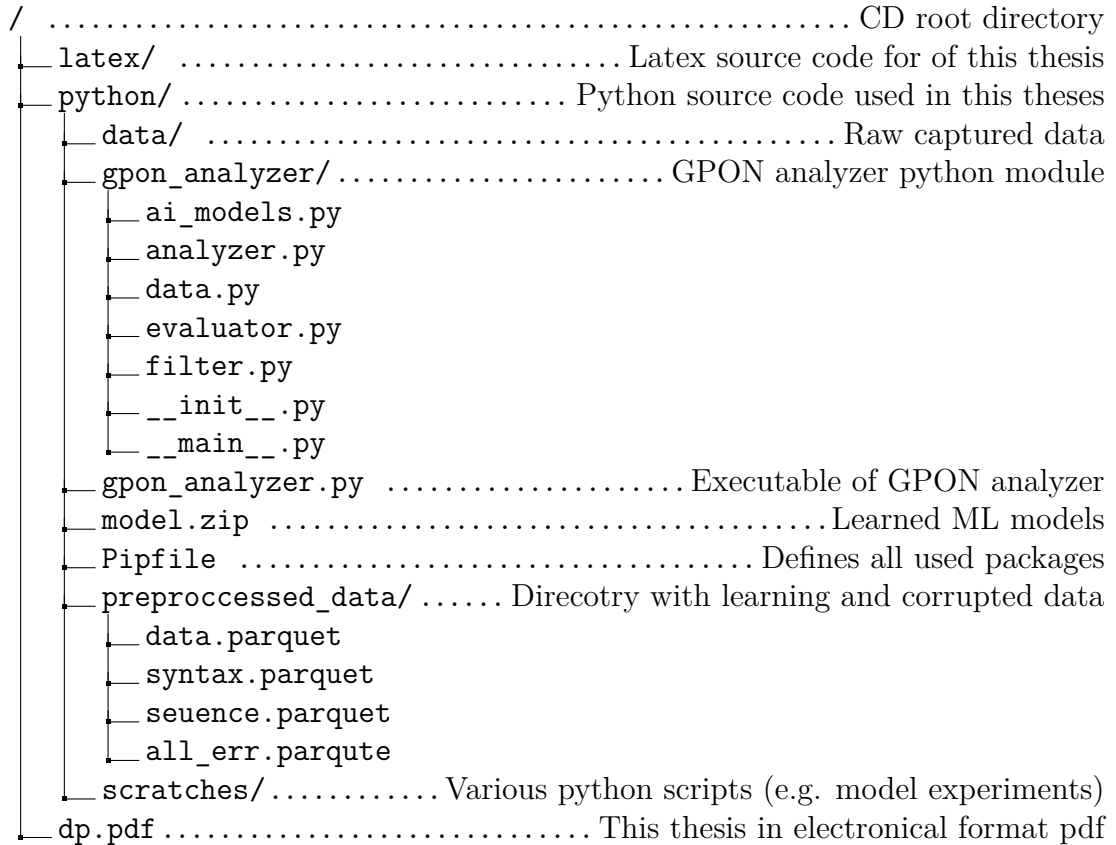 / ........................................................ CD root directory
latex/ ............................... Latex source code for of this thesis
python/ ........................... Python source code used in this theses
data/ ............................................ Raw captured data
gpon_analyzer/ ....................... GPON analyzer python module
ai_models.py
analyzer.py
data.py
evaluator.py
filter.py
__init__.py
__main__.py
gpon_analyzer.py ..................... Executable of GPON analyzer
model.zip ....................................... Learned ML models
Pipfile .................................... Defines all used packages
preproccessed_data/ ...... Direcotry with learning and corrupted data
data.parquet
syntax.parquet
seuence.parquet
all_err.parqute
scratches/ ............ Various python scripts (e.g. model experiments)
dp.pdf .............................. This thesis in electronical format pdf